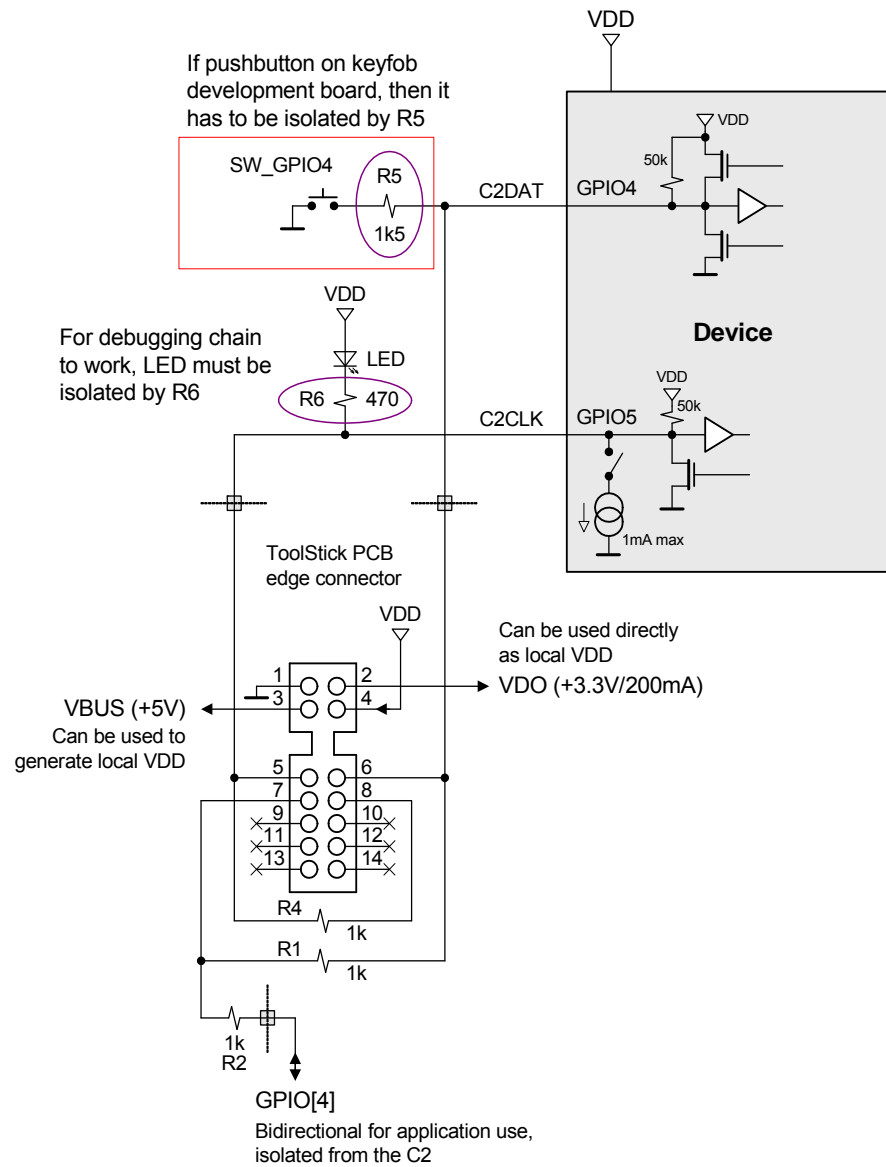 VDD
If pushbutton on keyfob
development board, then it
has to be isolated by R5
SW_GPIO4
R5
1k5
C2DAT
GPIO4
VDD
50k
Device
VDD
For debugging chain
to work, LED must be
isolated by R6
LED
R6
470
C2CLK
GPIO5
VDD
50k
1mA max
ToolStick PCB
edge connector
VDD
Can be used directly
as local VDD
VDO (+3.3V/200mA)
VBUS (+5V)
Can be used to
generate local VDD
1 2
3 4
5 6
7 8
9 10
11 12
13 14
R4
1k
R1
1k
1k
R2
GPIO[4]
Bidirectional for application use,
isolated from the C2